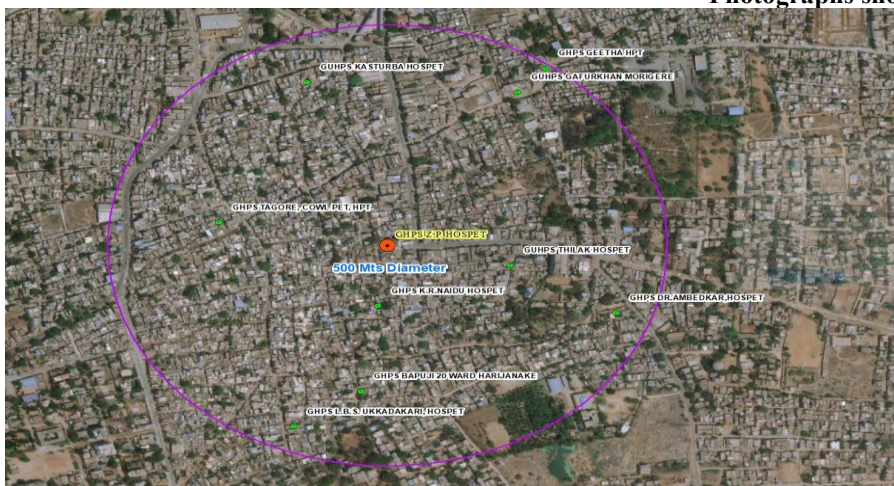 Photographs sho
GHPS GEETHA HPT
GUHPS KASTURBA HOSPET
GUHPS GAFURKHAN MORIGERE
GHPS TAGORE, COWL PET, HPT.
GHPS Z.P. HOSPET
GUHPS THILAK HOSPET
500 Mts Diameter
GHPS K.R.NAIDU HOSPET
GHPS DR.AMBEDKAR,HOSPET
GHPS BAPUJI 20 WARD HARIJANAKE
GHPS L.B.S. UKKADAKARI, HOSPET